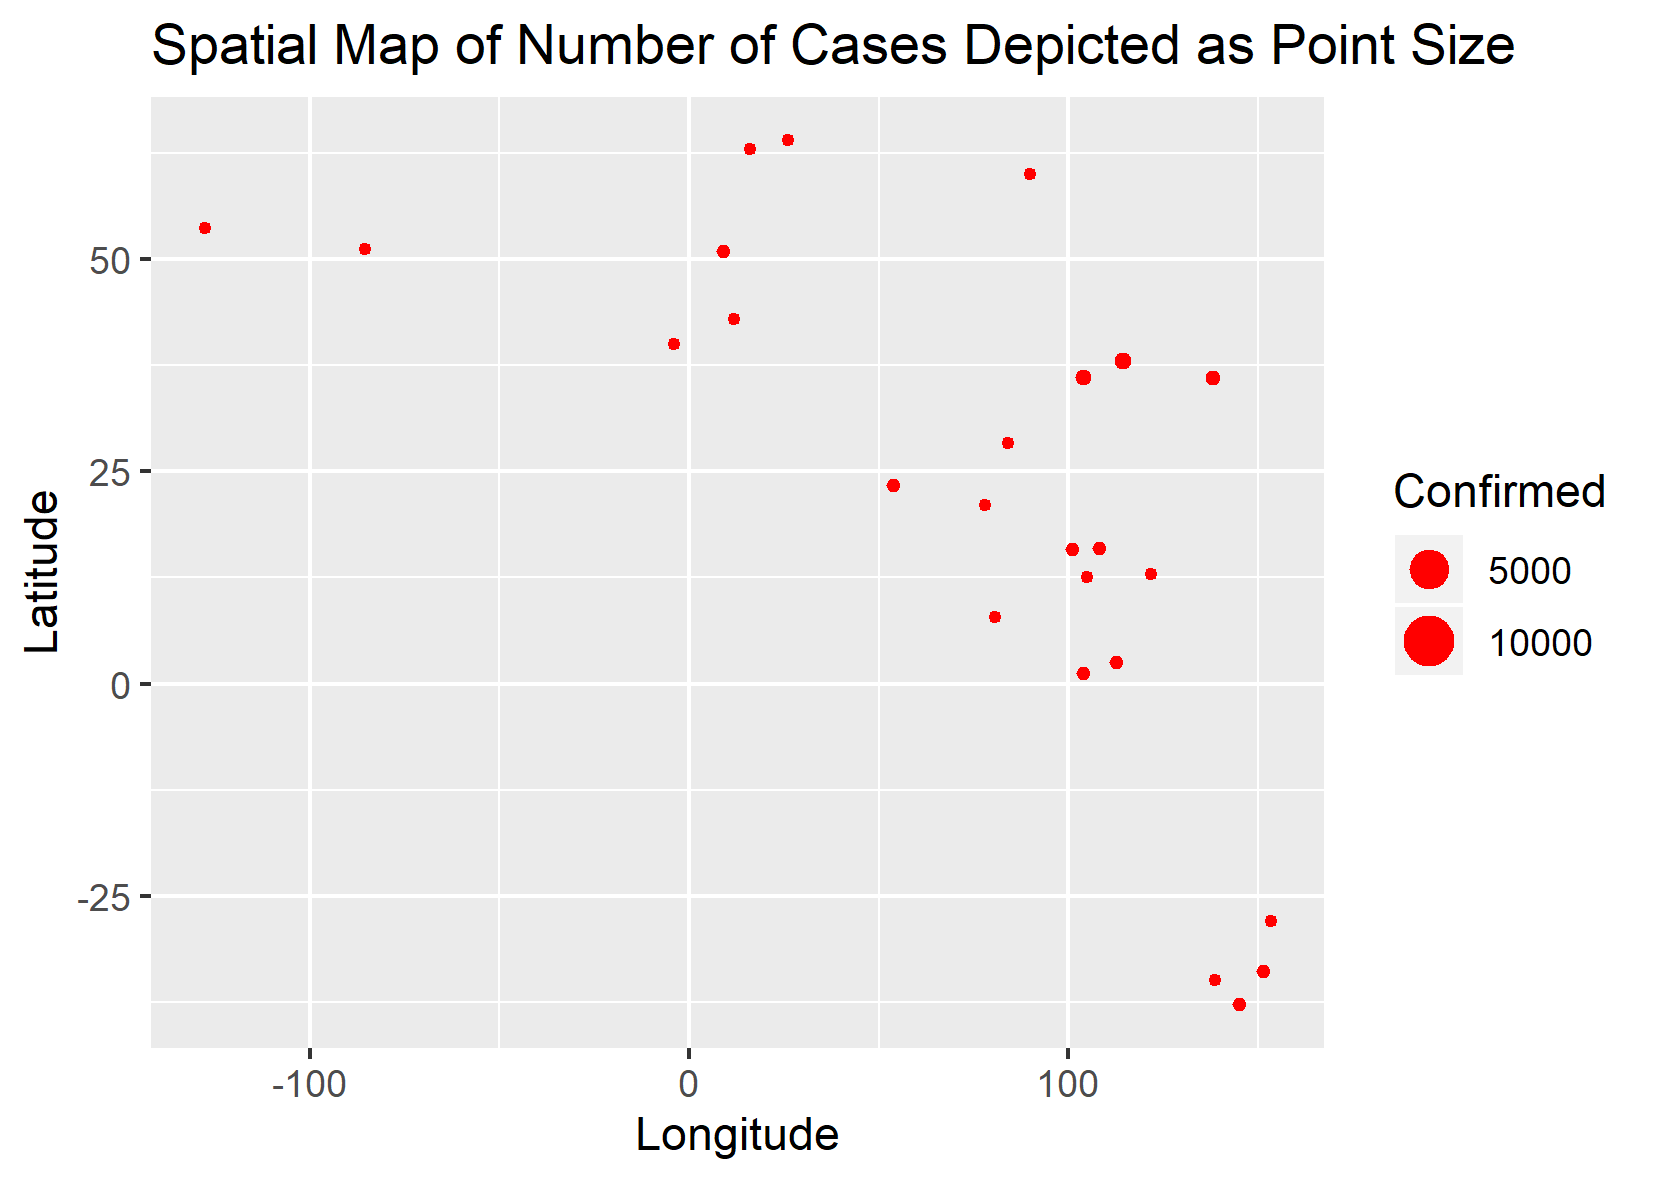 Spatial Map of Number of Cases Depicted as Point Size
50
25
0
-25
Latitude
-100
0
100
Longitude
Confirmed
5000
10000